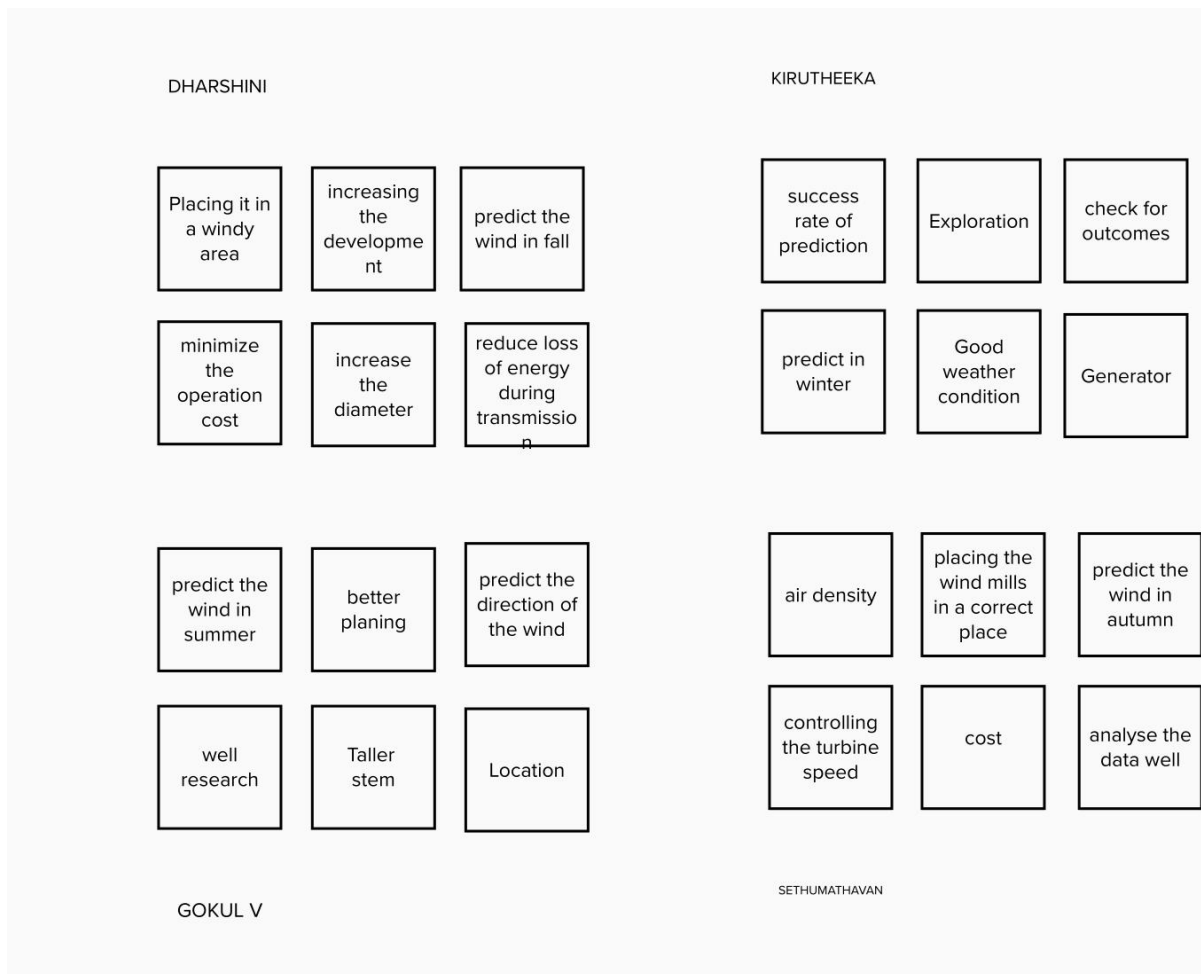 DHARSHINI
Placing it in
a windy
area
increasing
the
developme
nt
predict the
wind in fall
minimize
the
operation
cost
increase
the
diameter
reduce loss
of energy
during
transmissio
n
KIRUTHEEKA
success
rate of
prediction
Exploration
check for
outcomes
predict in
winter
Good
weather
condition
Generator
predict the
wind in
summer
better
planing
predict the
direction of
the wind
well
research
Taller
stem
Location
GOKUL V
air density
placing the
wind mills
in a correct
place
predict the
wind in
autumn
controlling
the turbine
speed
cost
analyse the
data well
SETHUMATHAVAN